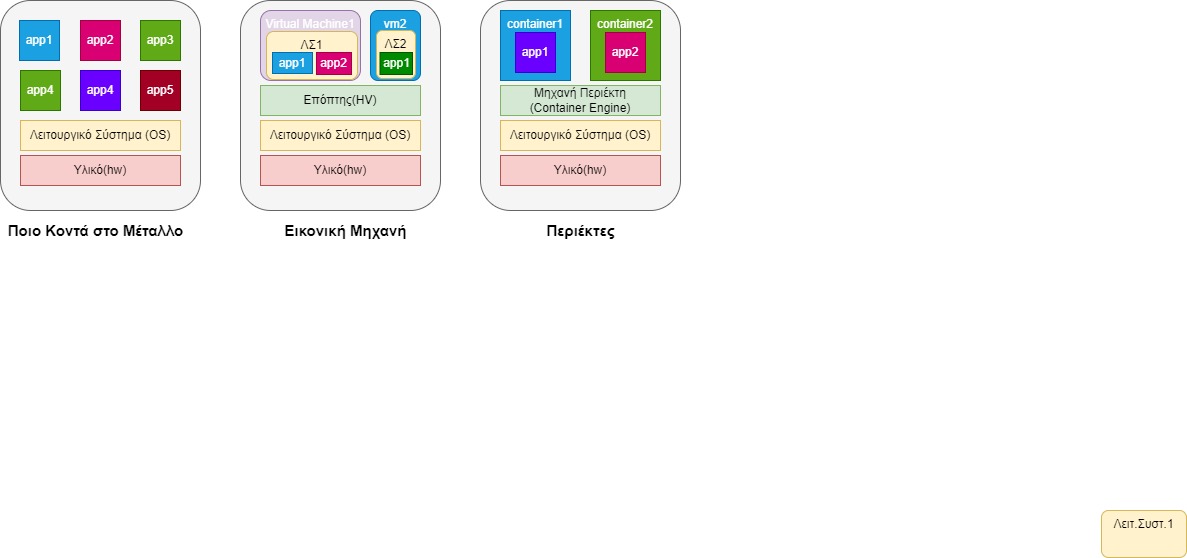 app1
app2
app3
app4
app4
app5
Λειτουργικό Σύστημα (OS)
Υλικό(hw)
Ποιο Κοντά στο Μέταλλο
Virtual Machine1
ΛΣ1
app1
app2
vm2
ΛΣ2
app1
Επόπτης(HV)
Λειτουργικό Σύστημα (OS)
Υλικό(hw)
Εικονική Μηχανή
container1
app1
container2
app2
Μηχανή Περιέκτη
(Container Engine)
Λειτουργικό Σύστημα (OS)
Υλικό(hw)
Περιέκτες
Λειτ.Συστ.1